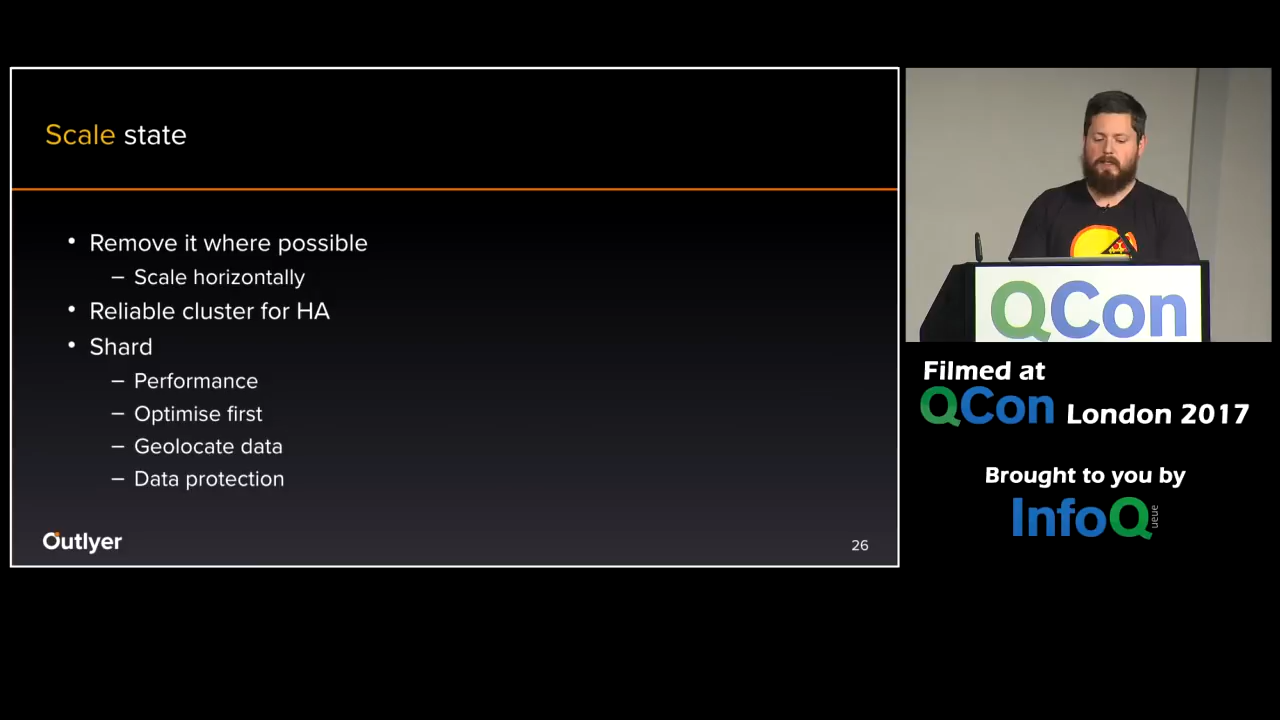 Scale state
• Remove it where possible
– Scale horizontally
• Reliable cluster for HA
• Shard
– Performance
– Optimise first
– Geolocate data
– Data protection
Outlyer
26
QCon
Filmed at
QCon London 2017
Brought to you by
InfoQ
ueue